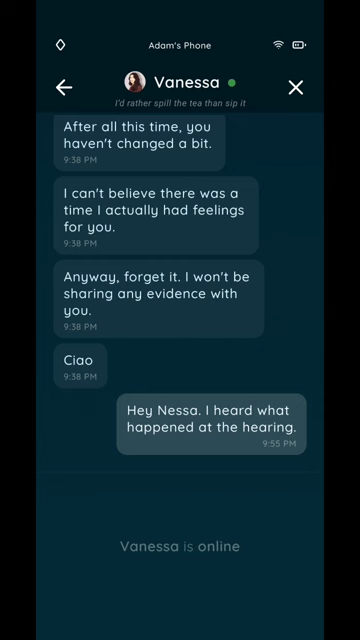 Adam's Phone
Vanessa
I'd rather spill the tea than sip it
After all this time, you
haven't changed a bit.
9:38 PM
I can't believe there was a
time I actually had feelings
for you.
9:38 PM
Anyway, forget it. I won't be
sharing any evidence with
you.
9:38 PM
Ciao
9:38 PM
Hey Nessa. I heard what
happened at the hearing.
9:55 PM
Vanessa is online